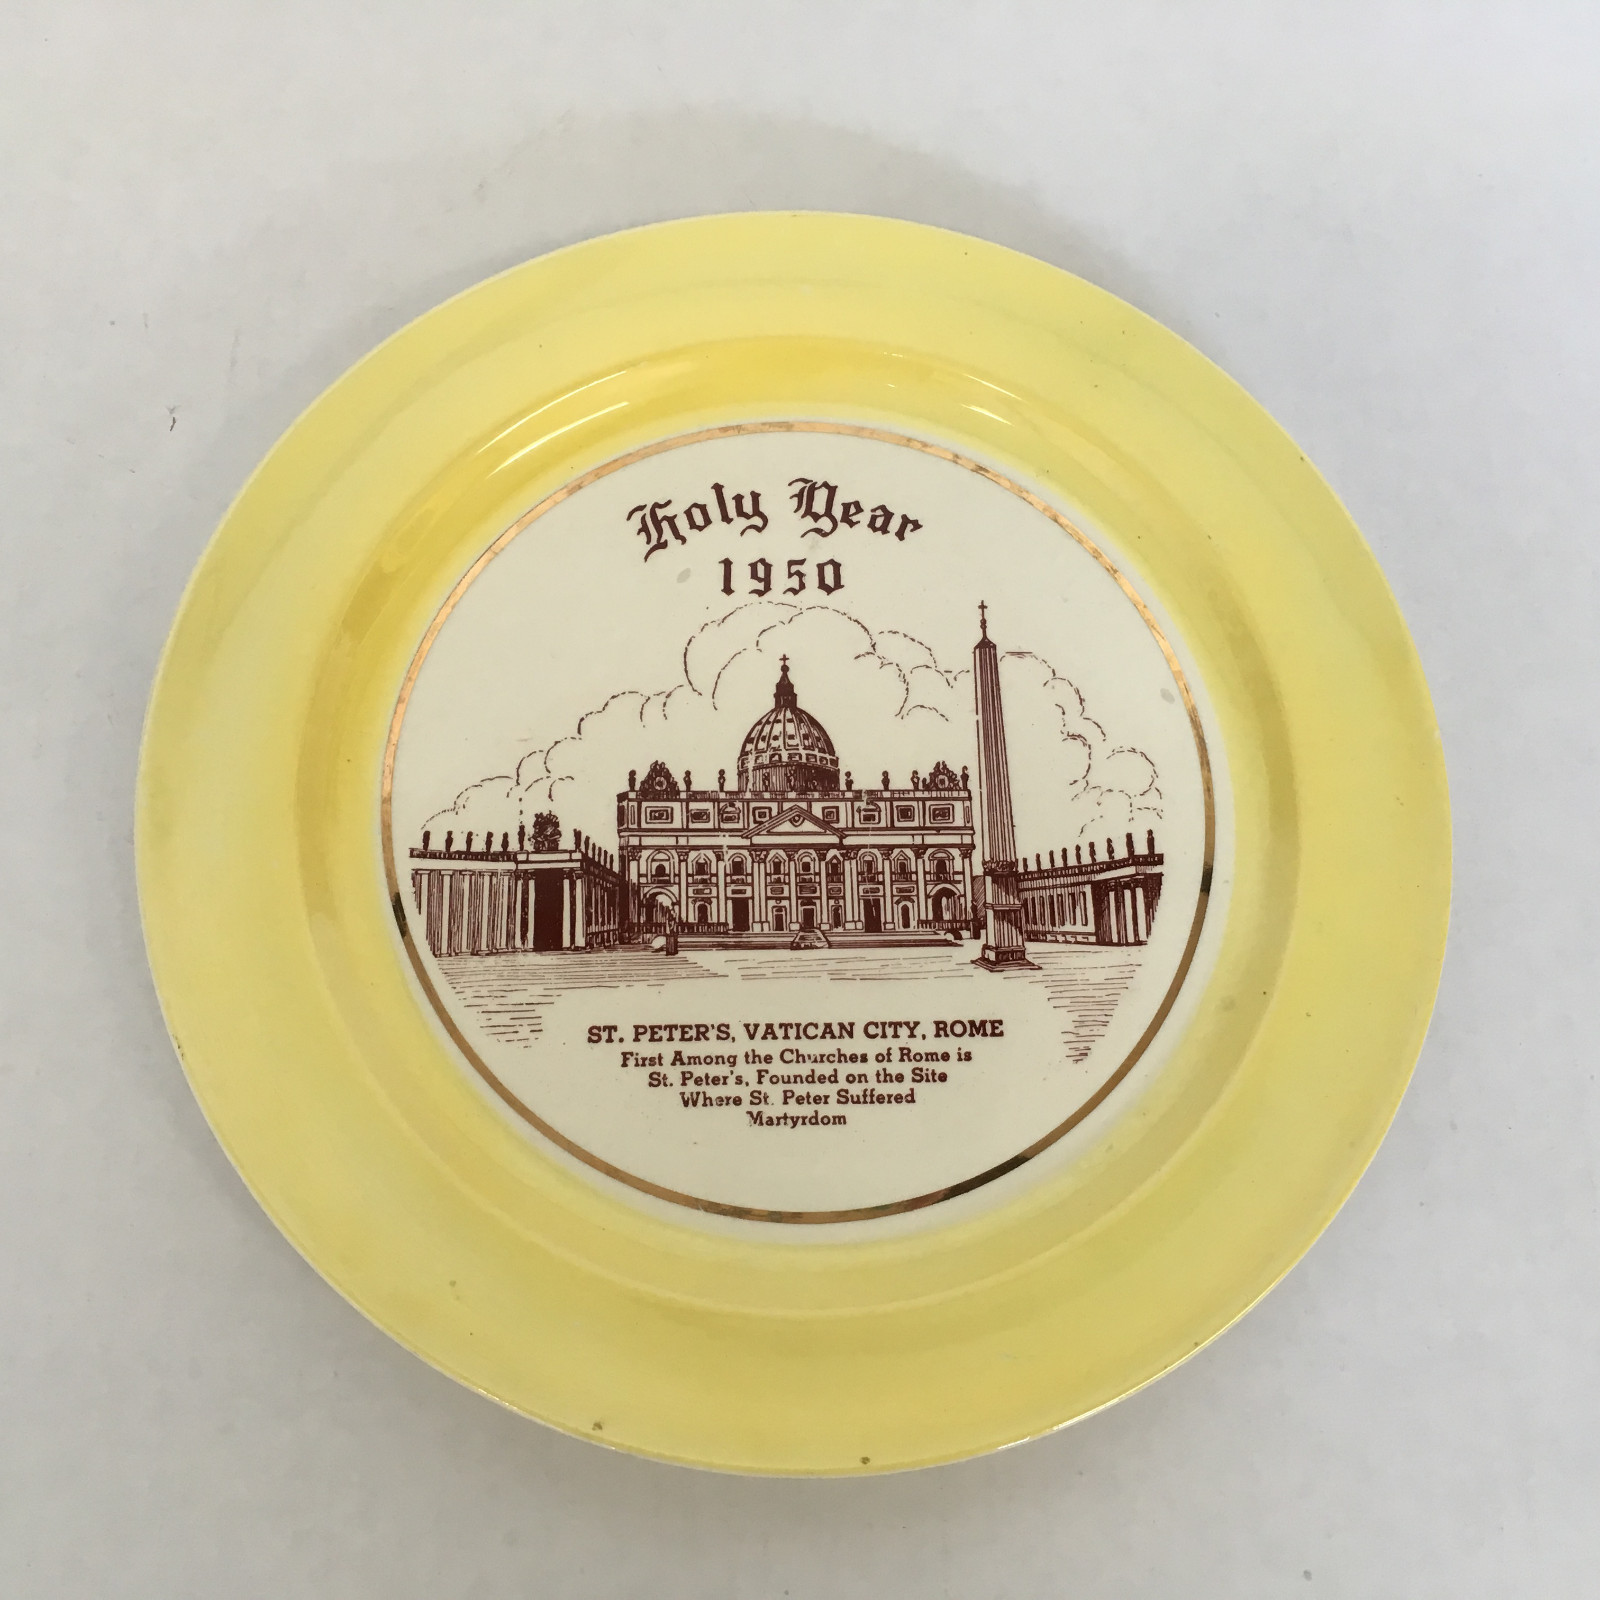 Holy Year
1950
ST. PETER'S, VATICAN CITY, ROME
First Among the Churches of Rome is
St. Peter's, Founded on the Site
Where St. Peter Suffered
Martyrdom